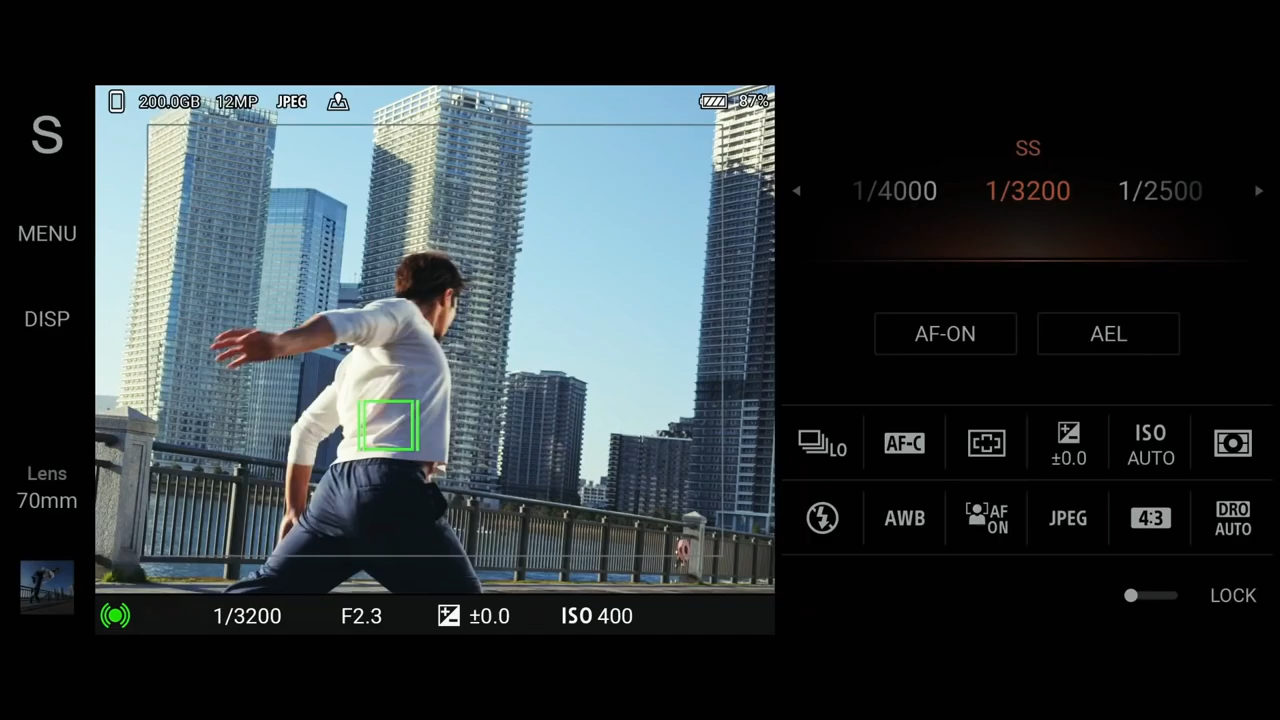 200.0GB 12MP JPEG 87%
S
MENU
DISP
Lens
70mm
SS
1/4000 1/3200 1/2500
AF-ON AEL
LO AF-C ±0.0 ISO AUTO
AWB AF ON JPEG 4:3 DRO AUTO
LOCK
1/3200 F2.3 ±0.0 ISO 400